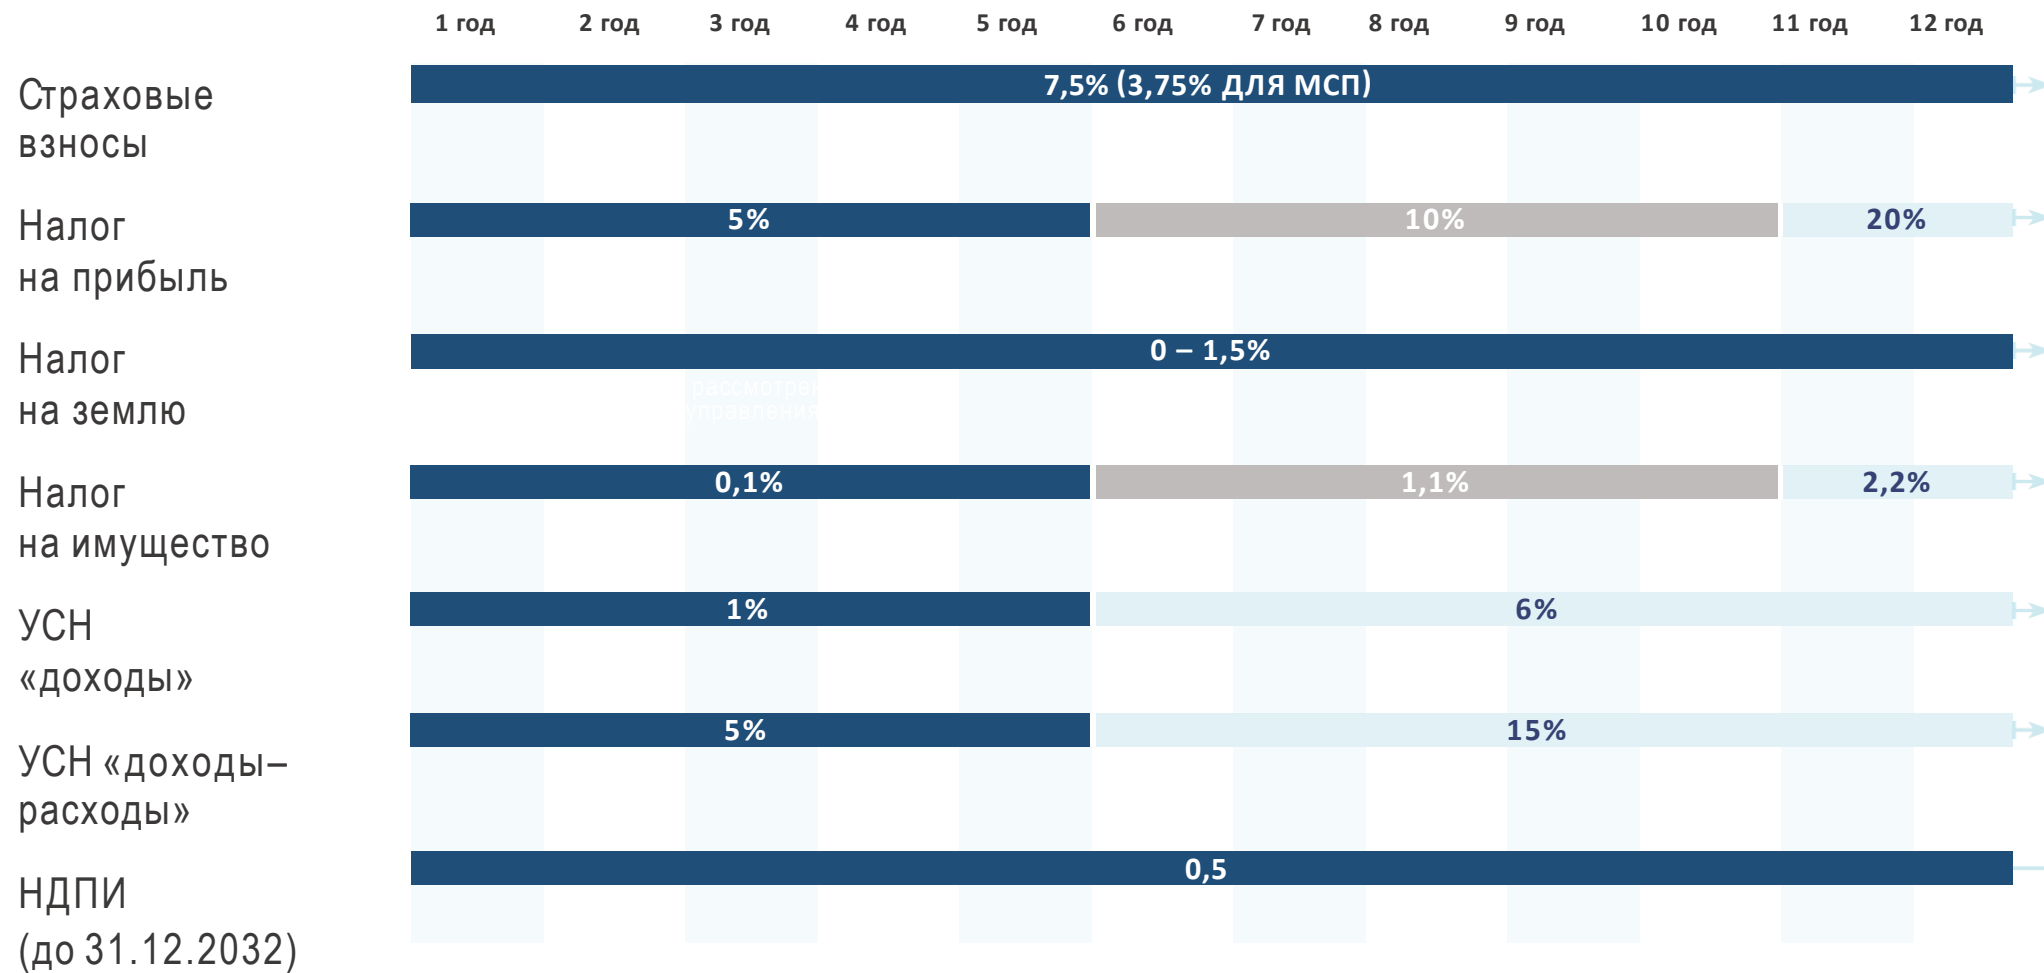 1 год 2 год 3 год 4 год 5 год 6 год 7 год 8 год 9 год 10 год 11 год 12 год
Страховые
взносы
7,5% (3,75% ДЛЯ МСП)
Налог
на прибыль
5% 10% 20%
Налог
на землю
0 – 1,5%
рассмотрен
управления
Налог
на имущество
0,1% 1,1% 2,2%
УСН
«доходы»
1% 6%
УСН «доходы–
расходы»
5% 15%
НДПИ
(до 31.12.2032)
0,5